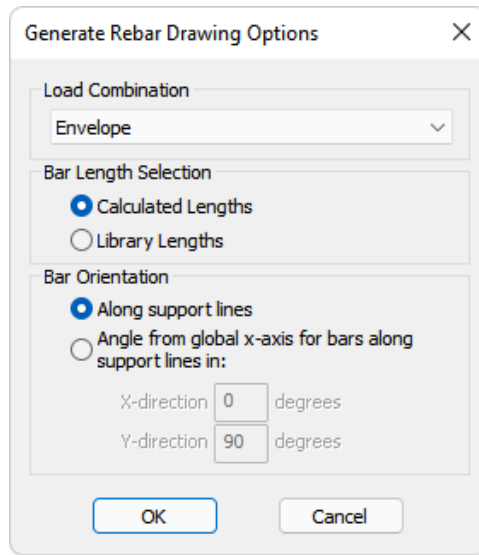 Generate Rebar Drawing Options
Load Combination
Envelope
Bar Length Selection
Calculated Lengths
Library Lengths
Bar Orientation
Along support lines
Angle from global x-axis for bars along
support lines in:
X-direction 0 degrees
Y-direction 90 degrees
OK Cancel